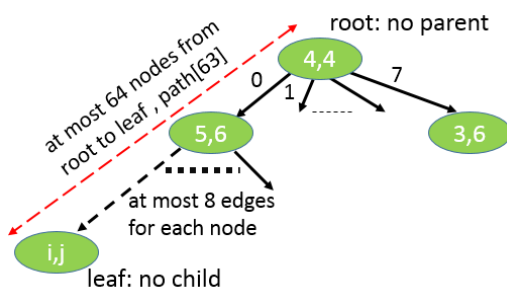 root: no parent
4,4
0
1
7
at most 64 nodes from
root to leaf , path[63]
5,6
3,6
at most 8 edges
for each node
i,j
leaf: no child